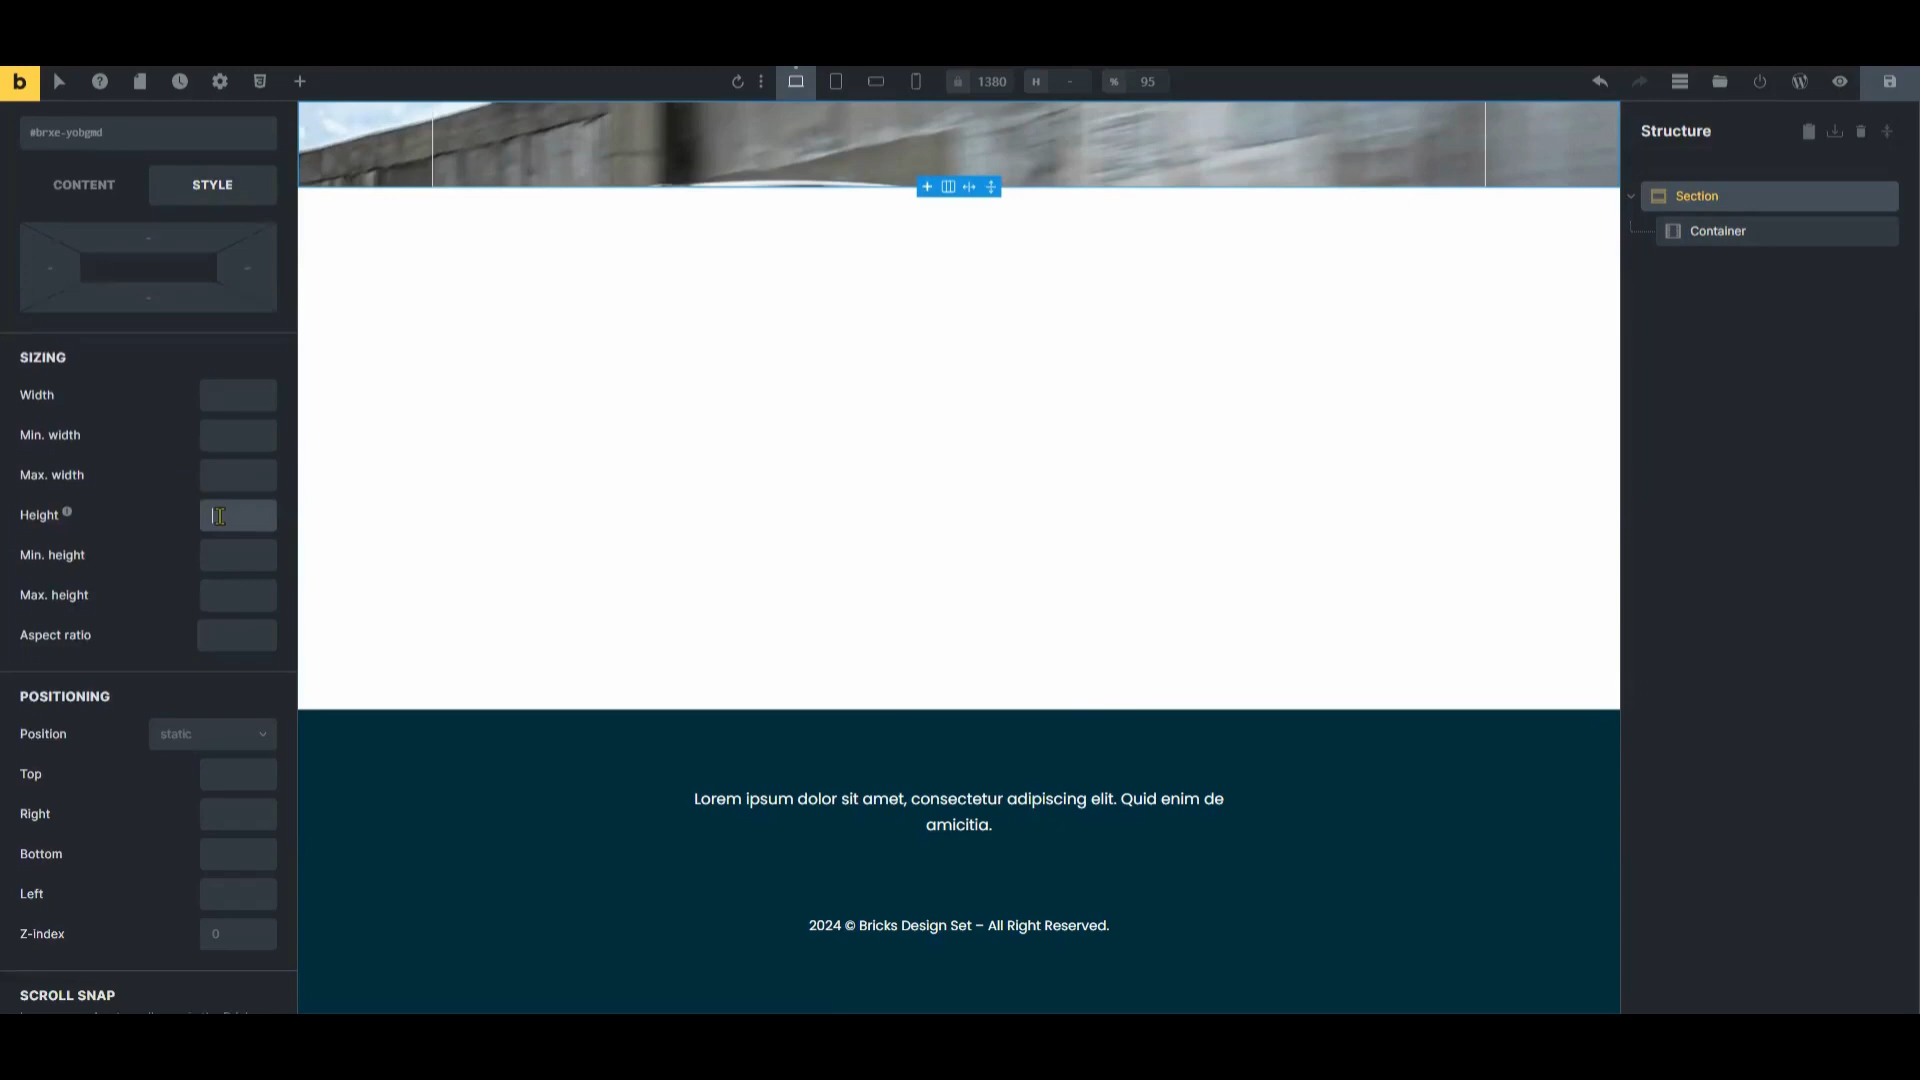 b
1380
H
-
%
95
#brxe-yobgmd
CONTENT
STYLE
SIZING
Width
Min. width
Max. width
Height
Min. height
Max. height
Aspect ratio
POSITIONING
Position
static
Top
Right
Bottom
Left
Z-index
0
SCROLL SNAP
Lorem ipsum dolor sit amet, consectetur adipiscing elit. Quid enim de
amicitia.
2024 © Bricks Design Set – All Right Reserved.
Structure
Section
Container